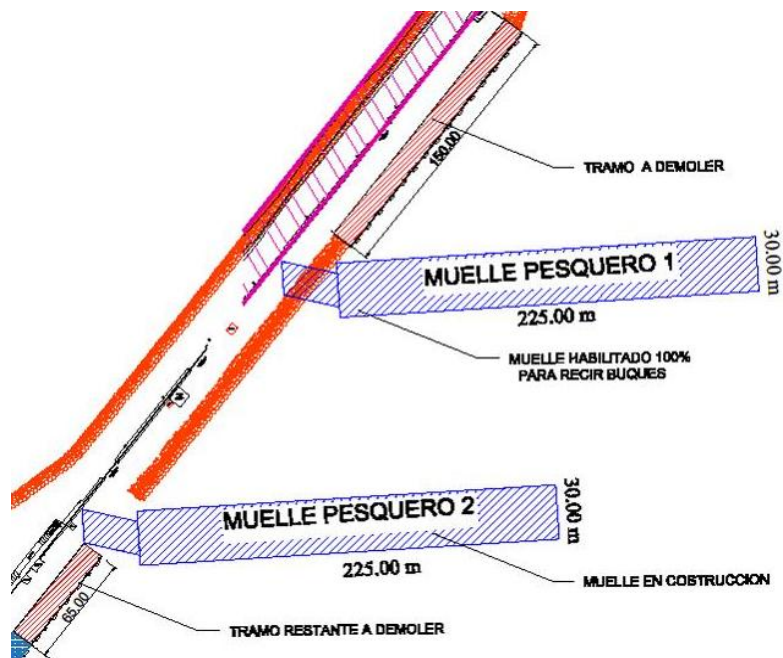 150.00
TRAMO A DEMOLER
MUELLE PESQUERO 1
30.00 m
225.00 m
MUELLE HABILITADO 100%
PARA RECIR BUQUES
MUELLE PESQUERO 2
30.00 m
225.00 m
MUELLE EN COSTRUCCION
65.00
TRAMO RESTANTE A DEMOLER